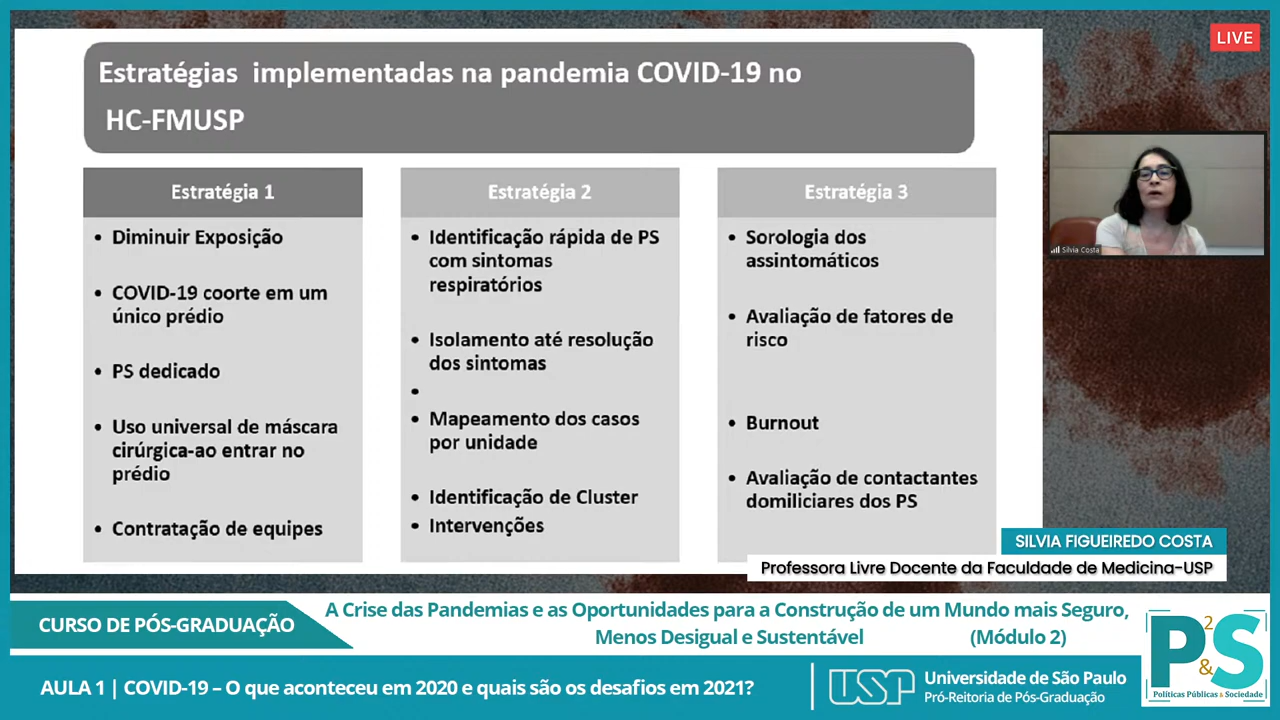 LIVE
Estratégias implementadas na pandemia COVID-19 no
HC-FMUSP
Estratégia 1
• Diminuir Exposição
• COVID-19 coorte em um
único prédio
• PS dedicado
• Uso universal de máscara
cirúrgica-ao entrar no
prédio
• Contratação de equipes
Estratégia 2
• Identificação rápida de PS
com sintomas
respiratórios
• Isolamento até resolução
dos sintomas
•
• Mapeamento dos casos
por unidade
• Identificação de Cluster
• Intervenções
Estratégia 3
• Sorologia dos
assintomáticos
• Avaliação de fatores de
risco
• Burnout
• Avaliação de contactantes
domiciliares dos PS
Silvia Costa
SILVIA FIGUEIREDO COSTA
Professora Livre Docente da Faculdade de Medicina-USP
CURSO DE PÓS-GRADUAÇÃO
A Crise das Pandemias e as Oportunidades para a Construção de um Mundo mais Seguro,
Menos Desigual e Sustentável (Módulo 2)
AULA 1 | COVID-19 – O que aconteceu em 2020 e quais são os desafios em 2021?
USP
Universidade de São Paulo
Pró-Reitoria de Pós-Graduação
P2&S
Políticas Públicas & Sociedade